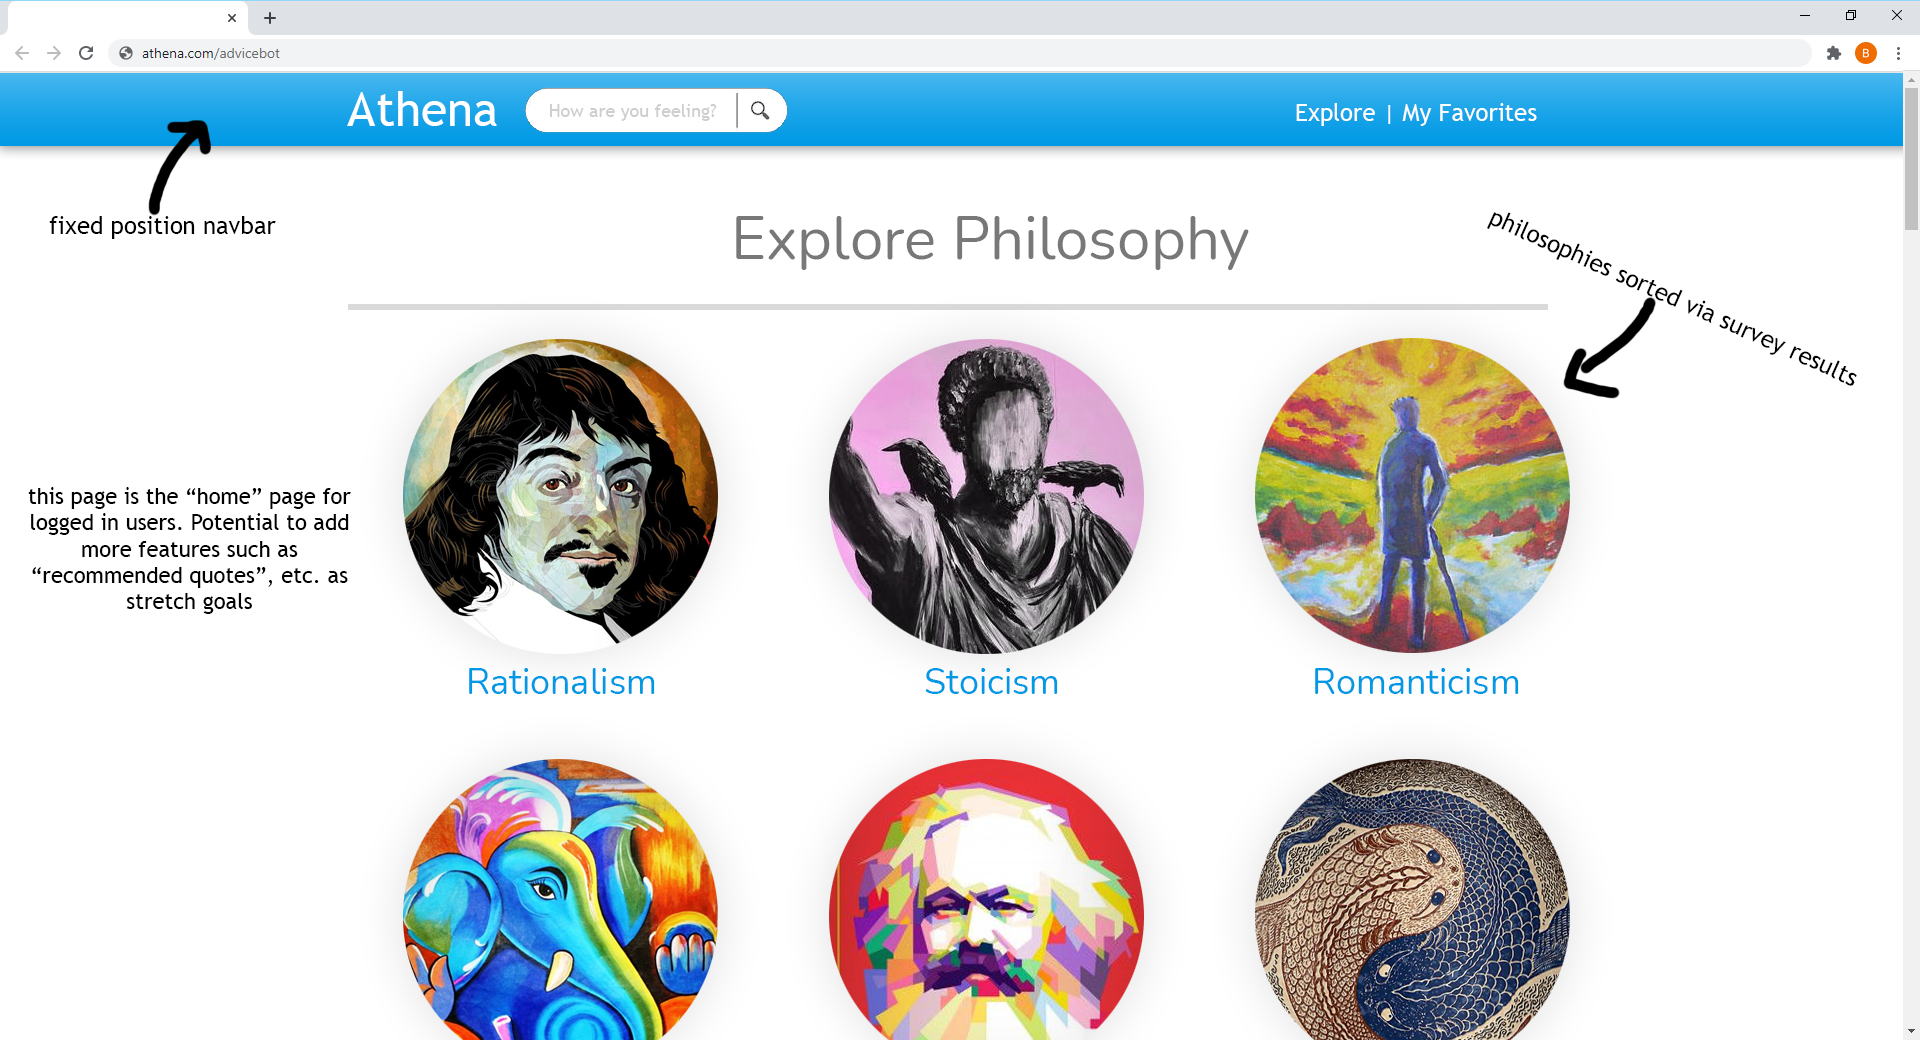 athena.com/advicebot
B
Athena
How are you feeling?
Explore | My Favorites
fixed position navbar
Explore Philosophy
philosophies sorted via survey results
this page is the “home” page for
logged in users. Potential to add
more features such as
“recommended quotes”, etc. as
stretch goals
Rationalism
Stoicism
Romanticism